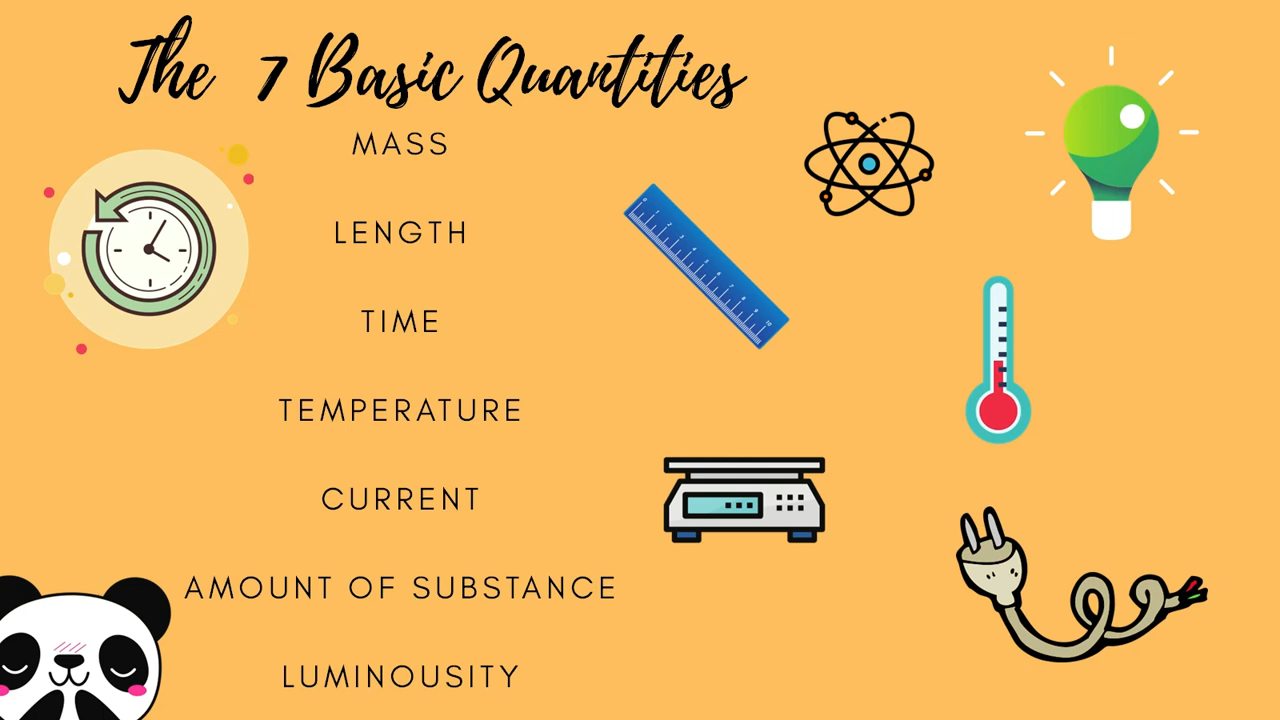 The 7 Basic Quantities
MASS
LENGTH
TIME
TEMPERATURE
CURRENT
AMOUNT OF SUBSTANCE
LUMINOUSITY